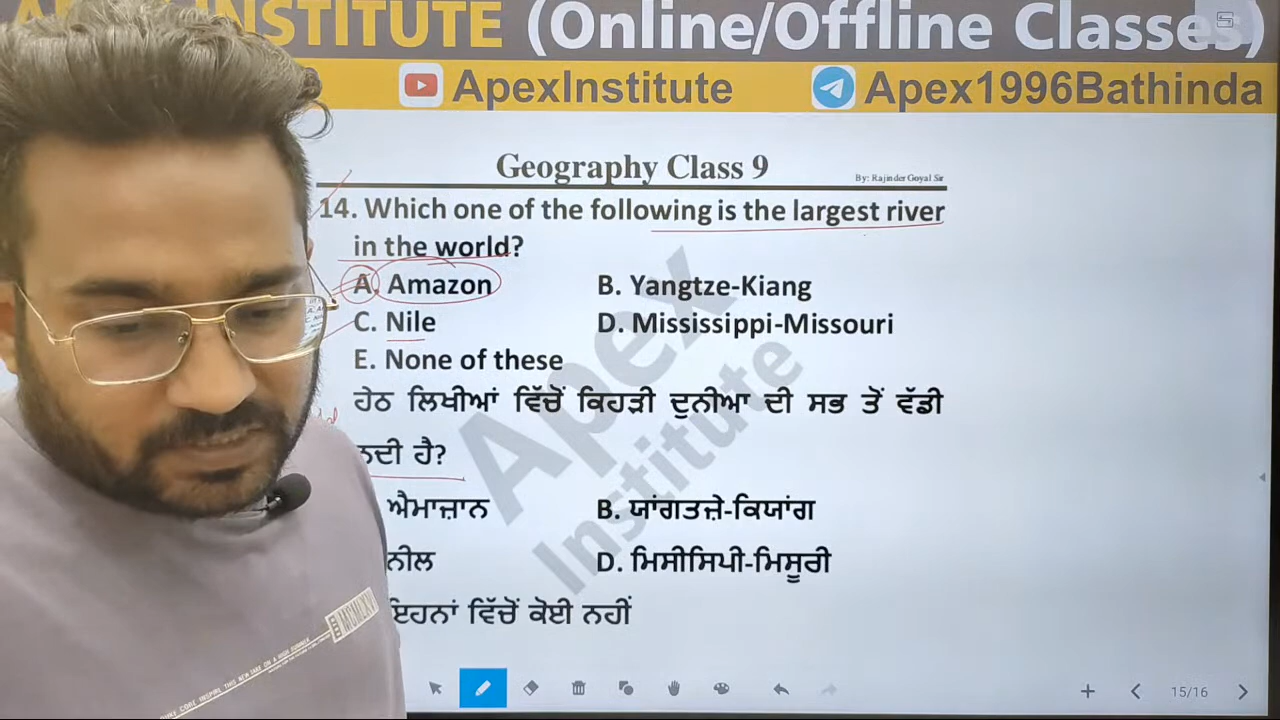 INSTITUTE (Online/Offline Classes)
ApexInstitute Apex1996Bathinda
Geography Class 9
By: Rajinder Goyal Sir
14. Which one of the following is the largest river
in the world?
A. Amazon B. Yangtze-Kiang
C. Nile D. Mississippi-Missouri
E. None of these
ਹੇਠ ਲਿਖੀਆਂ ਵਿੱਚੋਂ ਕਿਹੜੀ ਦੁਨੀਆ ਦੀ ਸਭ ਤੋਂ ਵੱਡੀ
ਨਦੀ ਹੈ?
ਐਮਾਜ਼ਾਨ B. ਯਾਂਗਤਜ਼ੇ-ਕਿਯਾਂਗ
ਨੀਲ D. ਮਿਸੀਸਿਪੀ-ਮਿਸੂਰੀ
ਇਹਨਾਂ ਵਿੱਚੋਂ ਕੋਈ ਨਹੀਂ
Apex
Institute
15/16